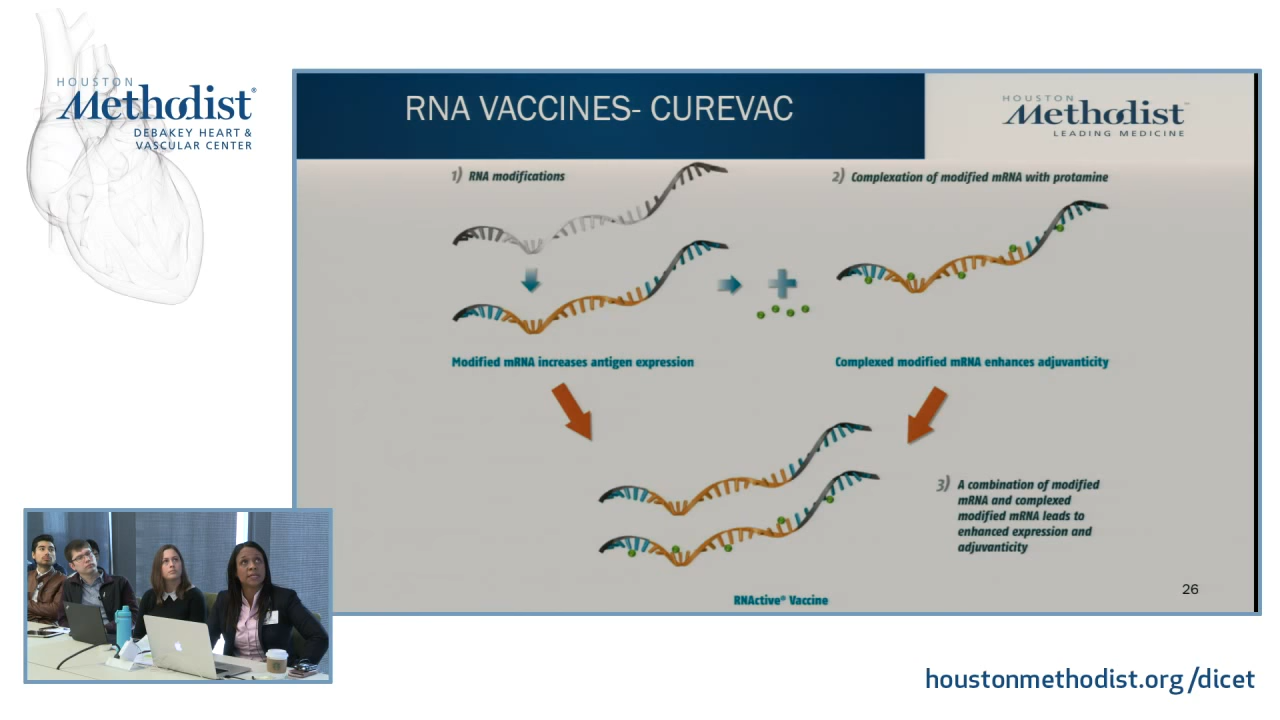 HOUSTON
Methodist®
DEBAKEY HEART &
VASCULAR CENTER
RNA VACCINES- CUREVAC
HOUSTON
Methodist
LEADING MEDICINE
1) RNA modifications
2) Complexation of modified mRNA with protamine
Modified mRNA increases antigen expression
Complexed modified mRNA enhances adjuvanticity
3) A combination of modified
mRNA and complexed
modified mRNA leads to
enhanced expression and
adjuvanticity
RNActive® Vaccine
26
houstonmethodist.org/dicet